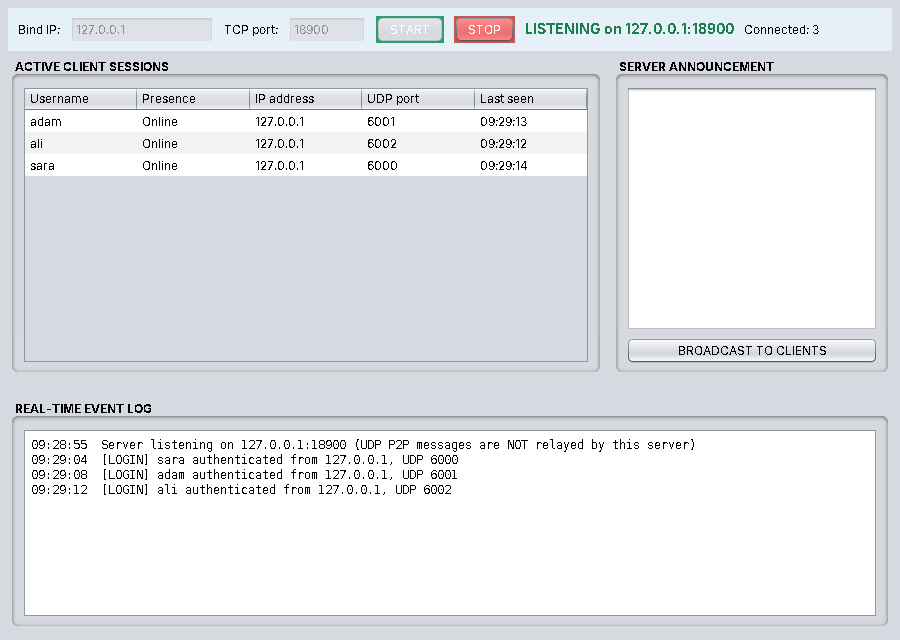 Bind IP: 127.0.0.1 TCP port: 18900 START STOP LISTENING on 127.0.0.1:18900 Connected: 3
ACTIVE CLIENT SESSIONS
Username Presence IP address UDP port Last seen
adam Online 127.0.0.1 6001 09:29:13
ali Online 127.0.0.1 6002 09:29:12
sara Online 127.0.0.1 6000 09:29:14
SERVER ANNOUNCEMENT
BROADCAST TO CLIENTS
REAL-TIME EVENT LOG
09:28:55 Server listening on 127.0.0.1:18900 (UDP P2P messages are NOT relayed by this server)
09:29:04 [LOGIN] sara authenticated from 127.0.0.1, UDP 6000
09:29:08 [LOGIN] adam authenticated from 127.0.0.1, UDP 6001
09:29:12 [LOGIN] ali authenticated from 127.0.0.1, UDP 6002